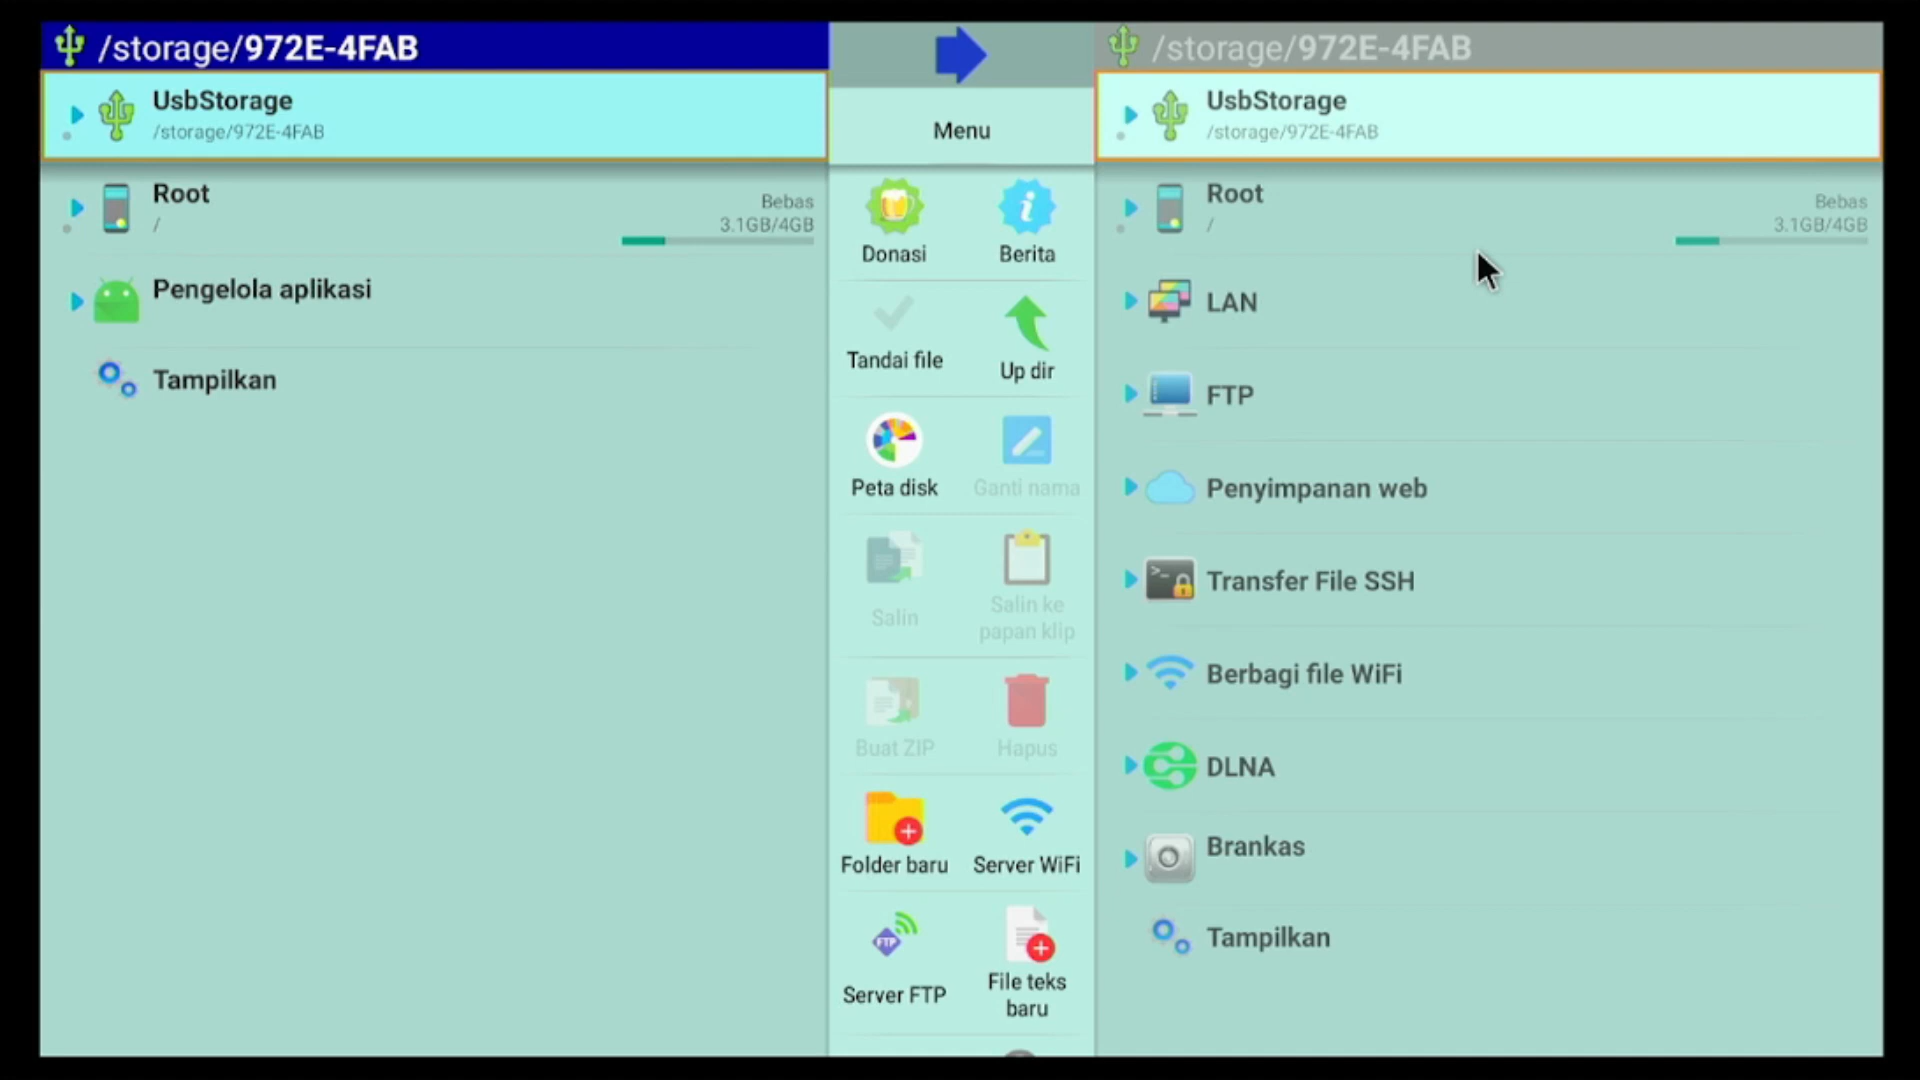 /storage/972E-4FAB
UsbStorage
/storage/972E-4FAB
Root
/
Bebas
3.1GB/4GB
Pengelola aplikasi
Tampilkan
Menu
Donasi
Berita
Tandai file
Up dir
Peta disk
Ganti nama
Salin
Salin ke
papan klip
Buat ZIP
Hapus
Folder baru
Server WiFi
FTP
Server FTP
File teks
baru
/storage/972E-4FAB
UsbStorage
/storage/972E-4FAB
Root
/
Bebas
3.1GB/4GB
LAN
FTP
Penyimpanan web
Transfer File SSH
Berbagi file WiFi
DLNA
Brankas
Tampilkan